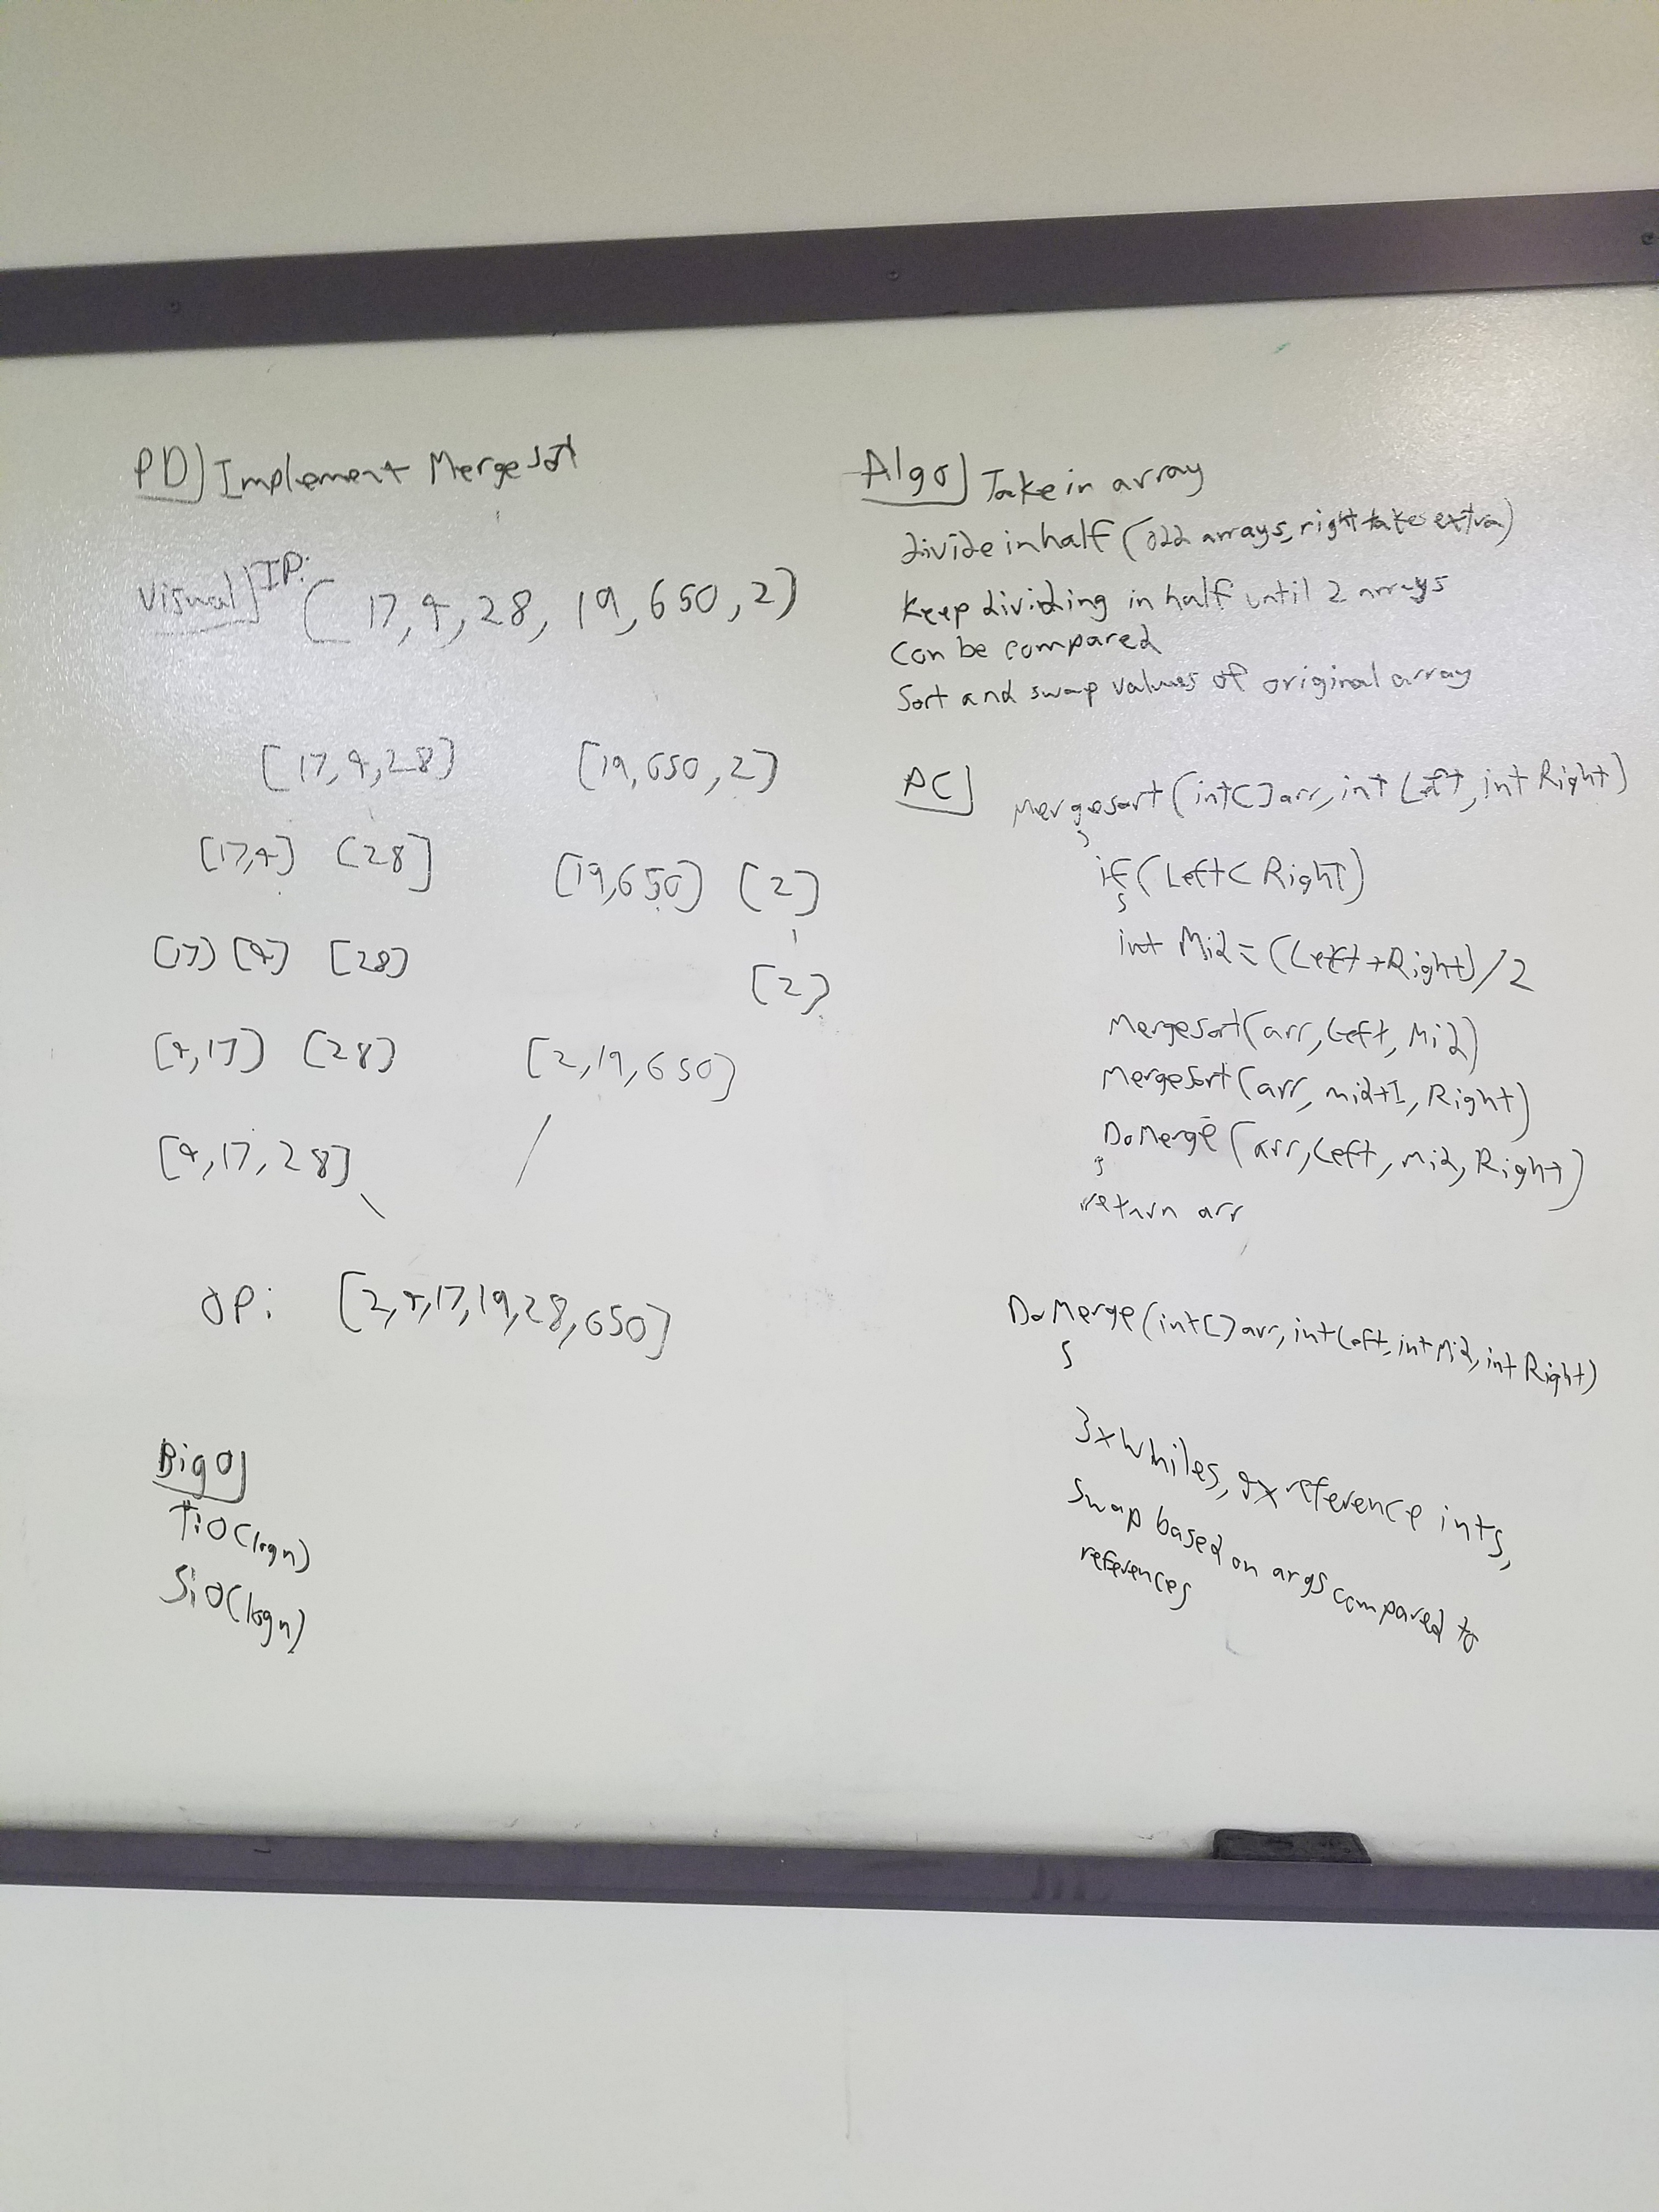 PD] Implement Mergesort
Visual] IP:
[17, 4, 28, 19, 650, 2]
[17, 4, 28] [19, 650, 2]
[17, 4] [28] [19, 650] [2]
[17] [4] [28] [2]
[4, 17] [28] [2, 19, 650]
[4, 17, 28]
OP: [2, 4, 17, 19, 28, 650]
Big O]
T: O(log n)
S: O(log n)
Algo] Take in array
divide in half (odd arrays, right takes extra)
Keep dividing in half until 2 arrays
can be compared
Sort and swap values of original array
PC] Mergesort(int[] arr, int Left, int Right)
{
if (Left < Right)
{
int Mid = (Left + Right) / 2
Mergesort(arr, Left, Mid)
MergeSort(arr, mid+1, Right)
DoMerge(arr, Left, mid, Right)
}
return arr
DoMerge(int[] arr, int Left, int Mid, int Right)
{
3x Whiles, reference ints,
Swap based on args compared to
references